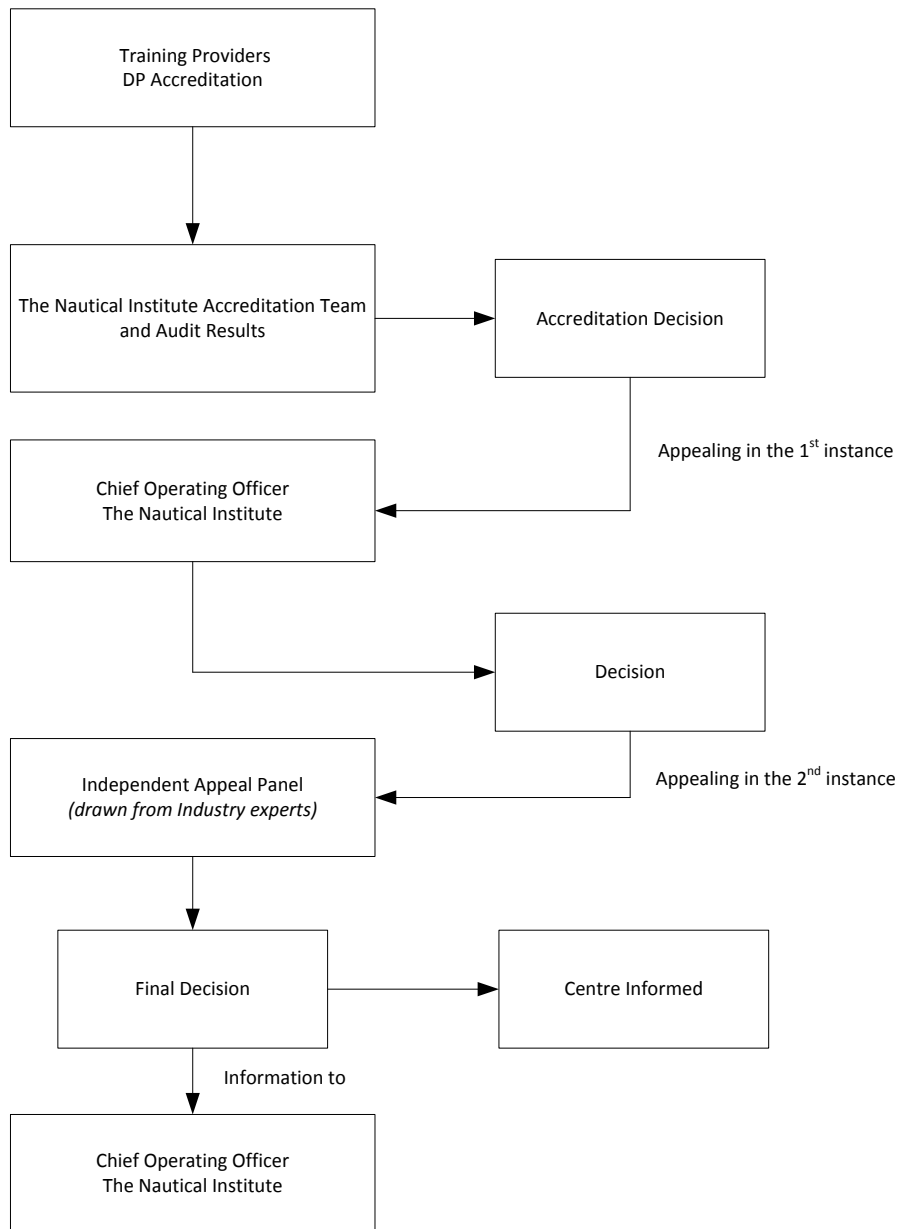 Training Providers
DP Accreditation
The Nautical Institute Accreditation Team
and Audit Results
Accreditation Decision
Appealing in the 1st instance
Chief Operating Officer
The Nautical Institute
Decision
Appealing in the 2nd instance
Independent Appeal Panel
(drawn from Industry experts)
Final Decision
Centre Informed
Information to
Chief Operating Officer
The Nautical Institute